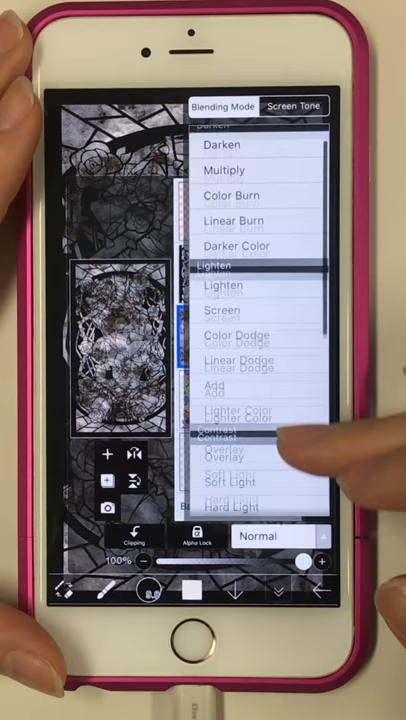 Blending Mode
Screen Tone
Darken
Darken
Multiply
Color Burn
Linear Burn
Darker Color
Lighten
Lighten
Screen
Color Dodge
Linear Dodge
Add
Lighter Color
Contrast
Overlay
Soft Light
Hard Light
Clipping
Alpha Lock
Normal
100%